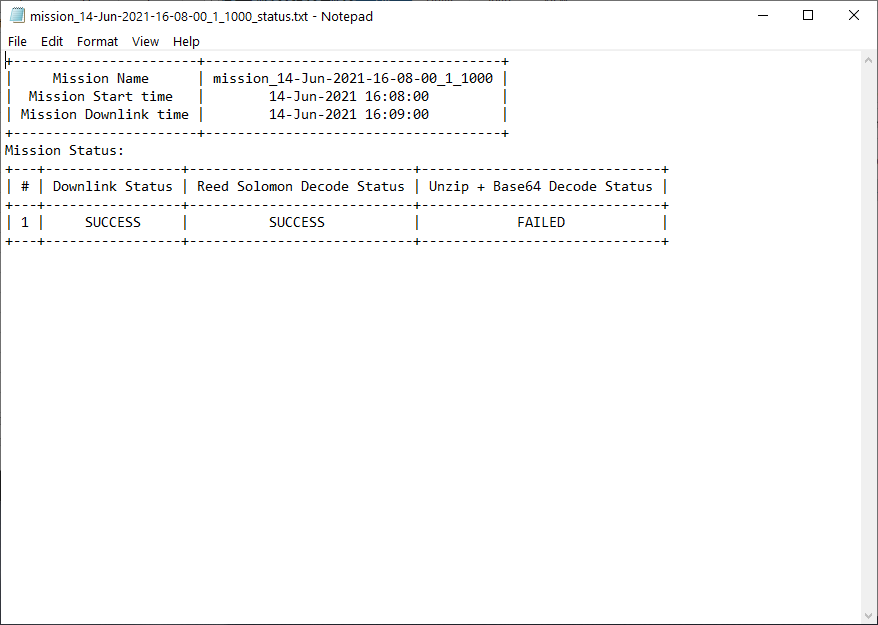 mission_14-Jun-2021-16-08-00_1_1000_status.txt - Notepad
File Edit Format View Help
+-----------------------+-------------------------------------+
|     Mission Name      | mission_14-Jun-2021-16-08-00_1_1000 |
|  Mission Start time   |        14-Jun-2021 16:08:00         |
| Mission Downlink time |        14-Jun-2021 16:09:00         |
+-----------------------+-------------------------------------+
Mission Status:
+---+-----------------+----------------------------+------------------------------+
| # | Downlink Status | Reed Solomon Decode Status | Unzip + Base64 Decode Status |
+---+-----------------+----------------------------+------------------------------+
| 1 |     SUCCESS     |          SUCCESS           |            FAILED            |
+---+-----------------+----------------------------+------------------------------+